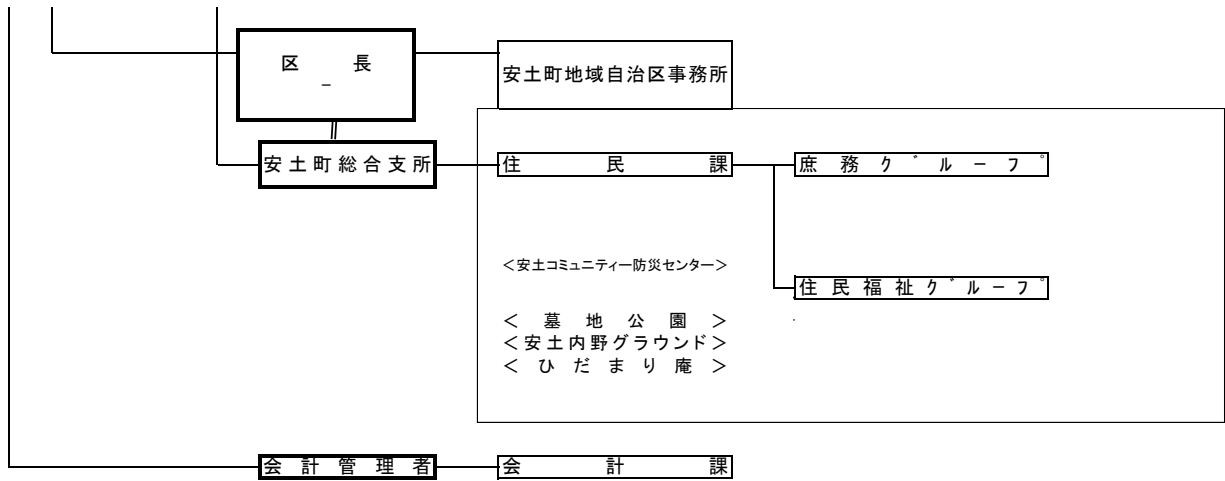 区長
－
安土町地域自治区事務所
安土町総合支所
住民課
庶務ｸﾞﾙｰﾌﾟ
＜安土コミュニティー防災センター＞
住民福祉ｸﾞﾙｰﾌﾟ
＜墓地公園＞
＜安土内野グラウンド＞
＜ひだまり庵＞
会計管理者
会計課